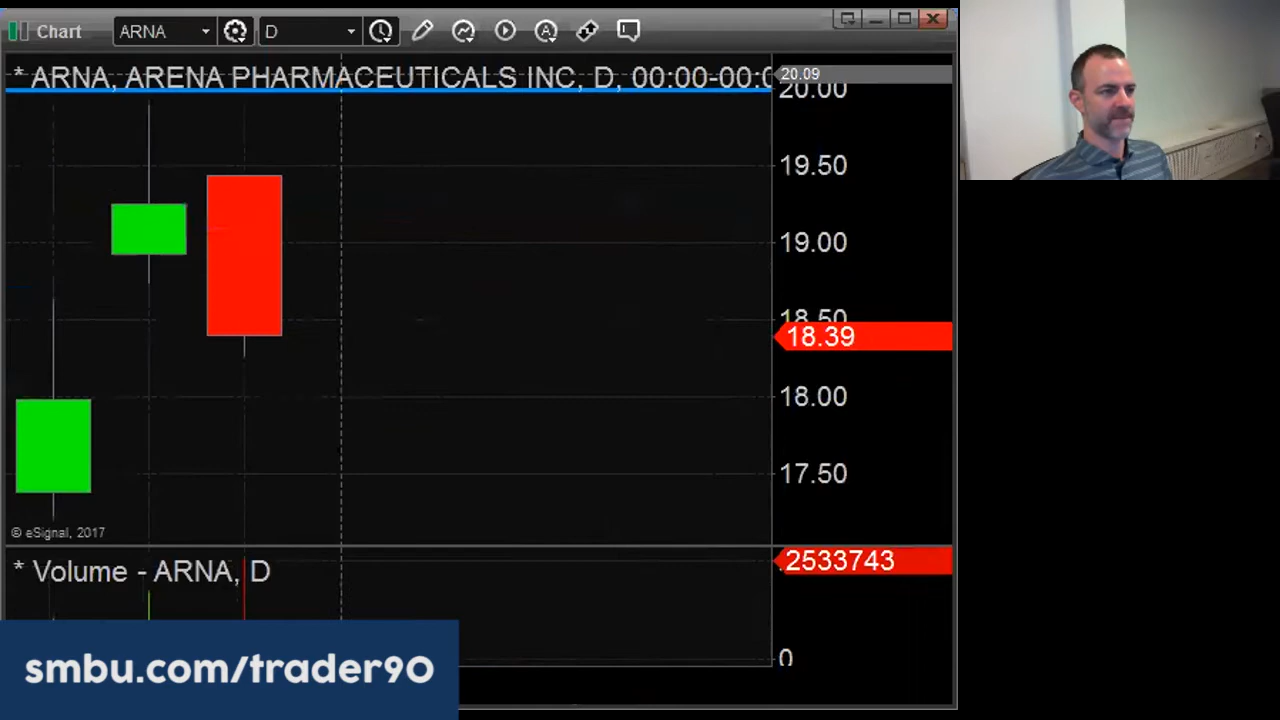 Chart ARNA D
* ARNA, ARENA PHARMACEUTICALS INC, D, 00:00-00:0
20.09
20.00
19.50
19.00
18.50
18.39
18.00
17.50
© eSignal, 2017
* Volume - ARNA, D
2533743
0
smbu.com/trader90